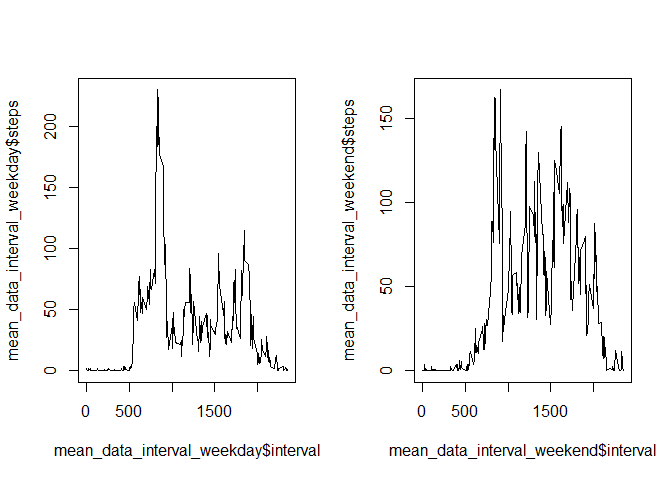 mean_data_interval_weekday$steps
200
150
100
50
0
0 500 1500
mean_data_interval_weekday$interval
mean_data_interval_weekend$steps
150
100
50
0
0 500 1500
mean_data_interval_weekend$interval